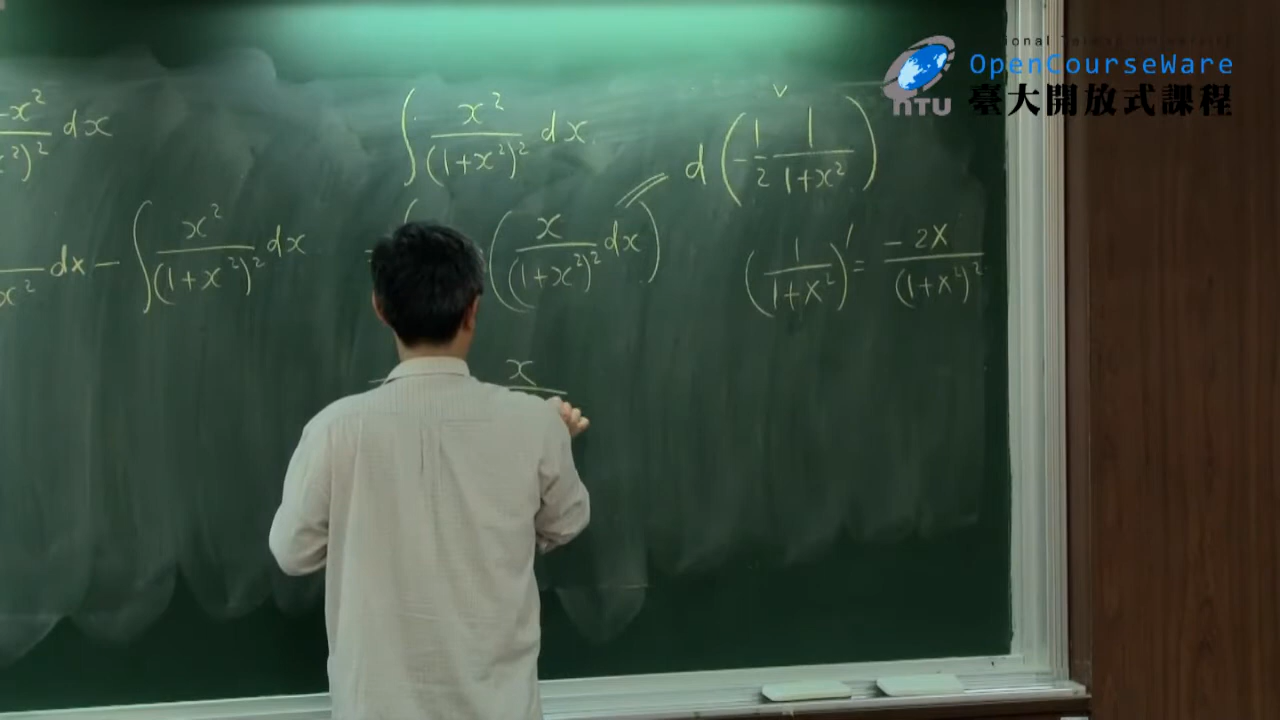 OpenCourseWare
NTU 臺大開放式課程
-x²/x²)² dx
∫ x²/(1+x²)² dx
d(-1/2 1/(1+x²))
v
/x² dx - ∫ x²/(1+x²)² dx
= ∫ (x/(1+x²)² dx)
(1/(1+x²))' = -2x/(1+x²)²
x